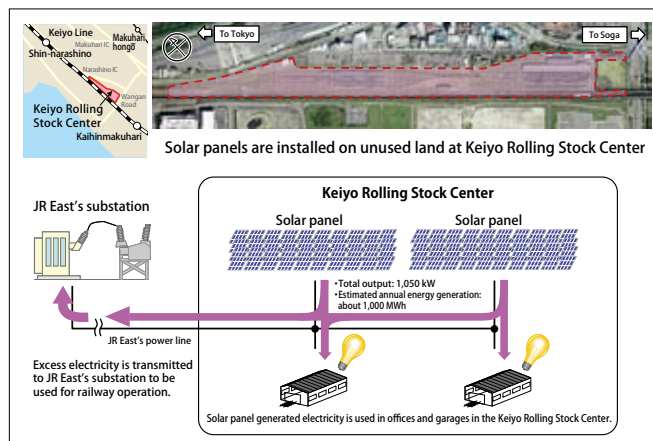 Keiyo Line
Shin-narashino
Makuhari IC
Makuhari
hongo
Narashino IC
Wangan
Road
Keiyo Rolling
Stock Center
Kaihinmakuhari
To Tokyo
To Soga
Solar panels are installed on unused land at Keiyo Rolling Stock Center
Keiyo Rolling Stock Center
JR East's substation
Solar panel
Solar panel
•Total output: 1,050 kW
•Estimated annual energy generation:
about 1,000 MWh
JR East's power line
Excess electricity is transmitted
to JR East's substation to be
used for railway operation.
Solar panel generated electricity is used in offices and garages in the Keiyo Rolling Stock Center.